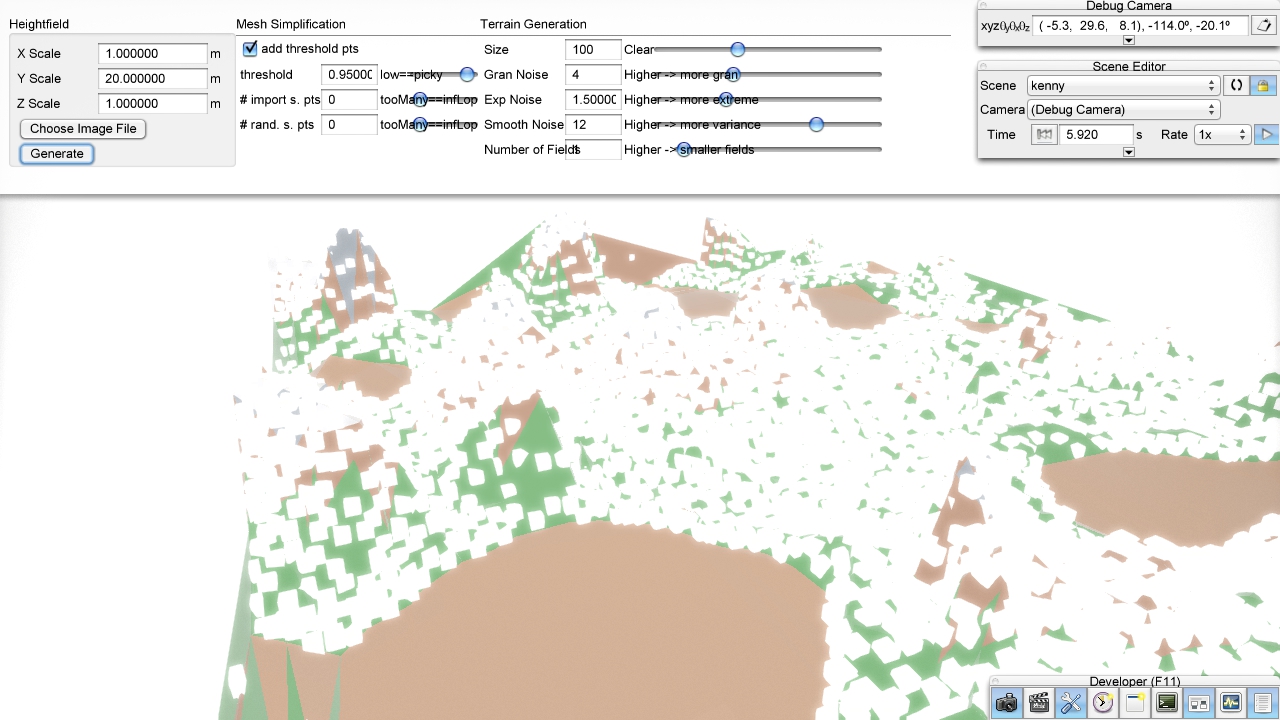 Heightfield
X Scale 1.000000 m
Y Scale 20.000000 m
Z Scale 1.000000 m
Choose Image File
Generate
Mesh Simplification
add threshold pts
threshold 0.9500C low==picky
# import s. pts 0 tooMany==infLop
# rand. s. pts 0 tooMany==infLop
Terrain Generation
Size 100 Clear
Gran Noise 4 Higher -> more gran
Exp Noise 1.5000C Higher -> more extreme
Smooth Noise 12 Higher -> more variance
Number of Fields Higher -> smaller fields
Debug Camera
xyz ( -5.3, 29.6, 8.1), -114.0º, -20.1º
Scene Editor
Scene kenny
Camera (Debug Camera)
Time 5.920 s Rate 1x
Developer (F11)